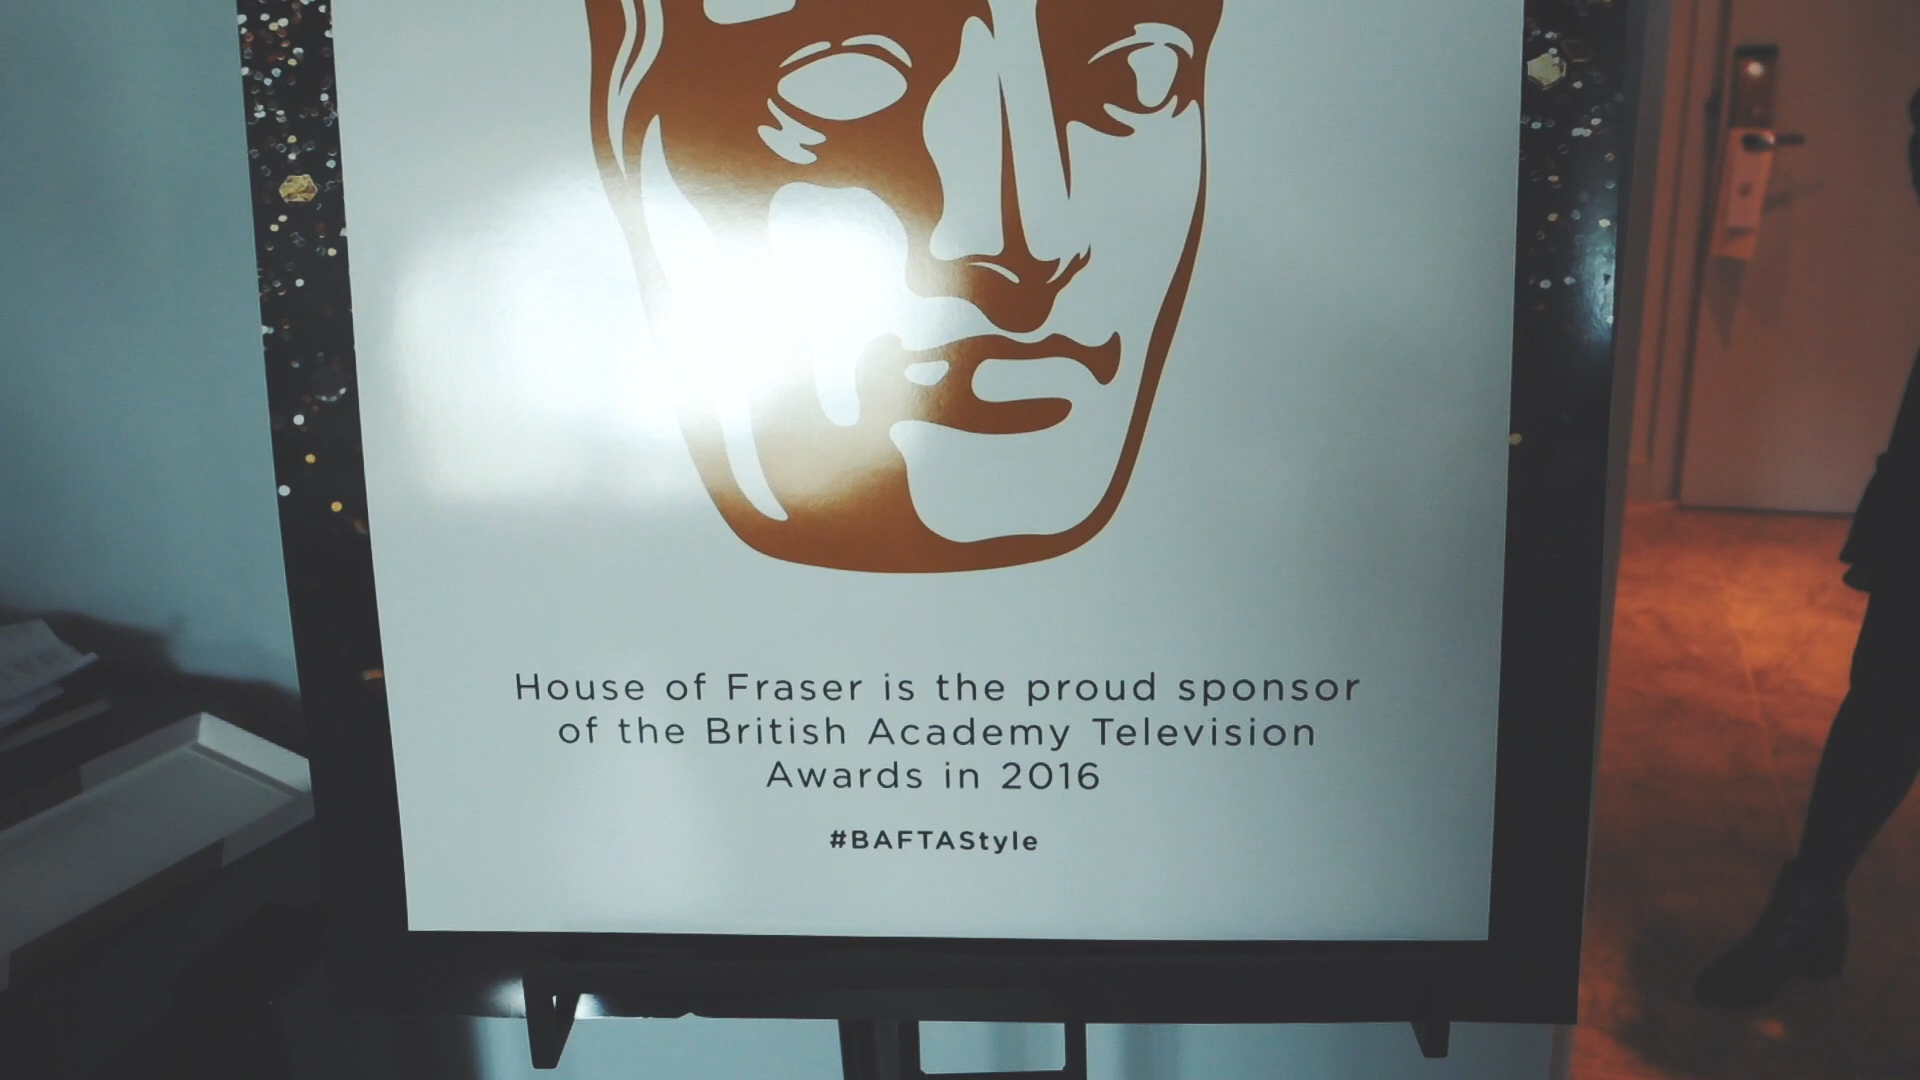 House of Fraser is the proud sponsor
of the British Academy Television
Awards in 2016
#BAFTAStyle